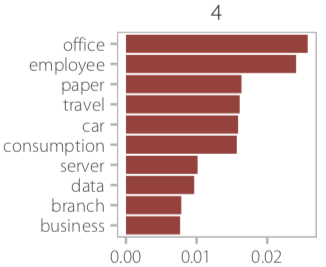 4
office
employee
paper
travel
car
consumption
server
data
branch
business
0.00 0.01 0.02